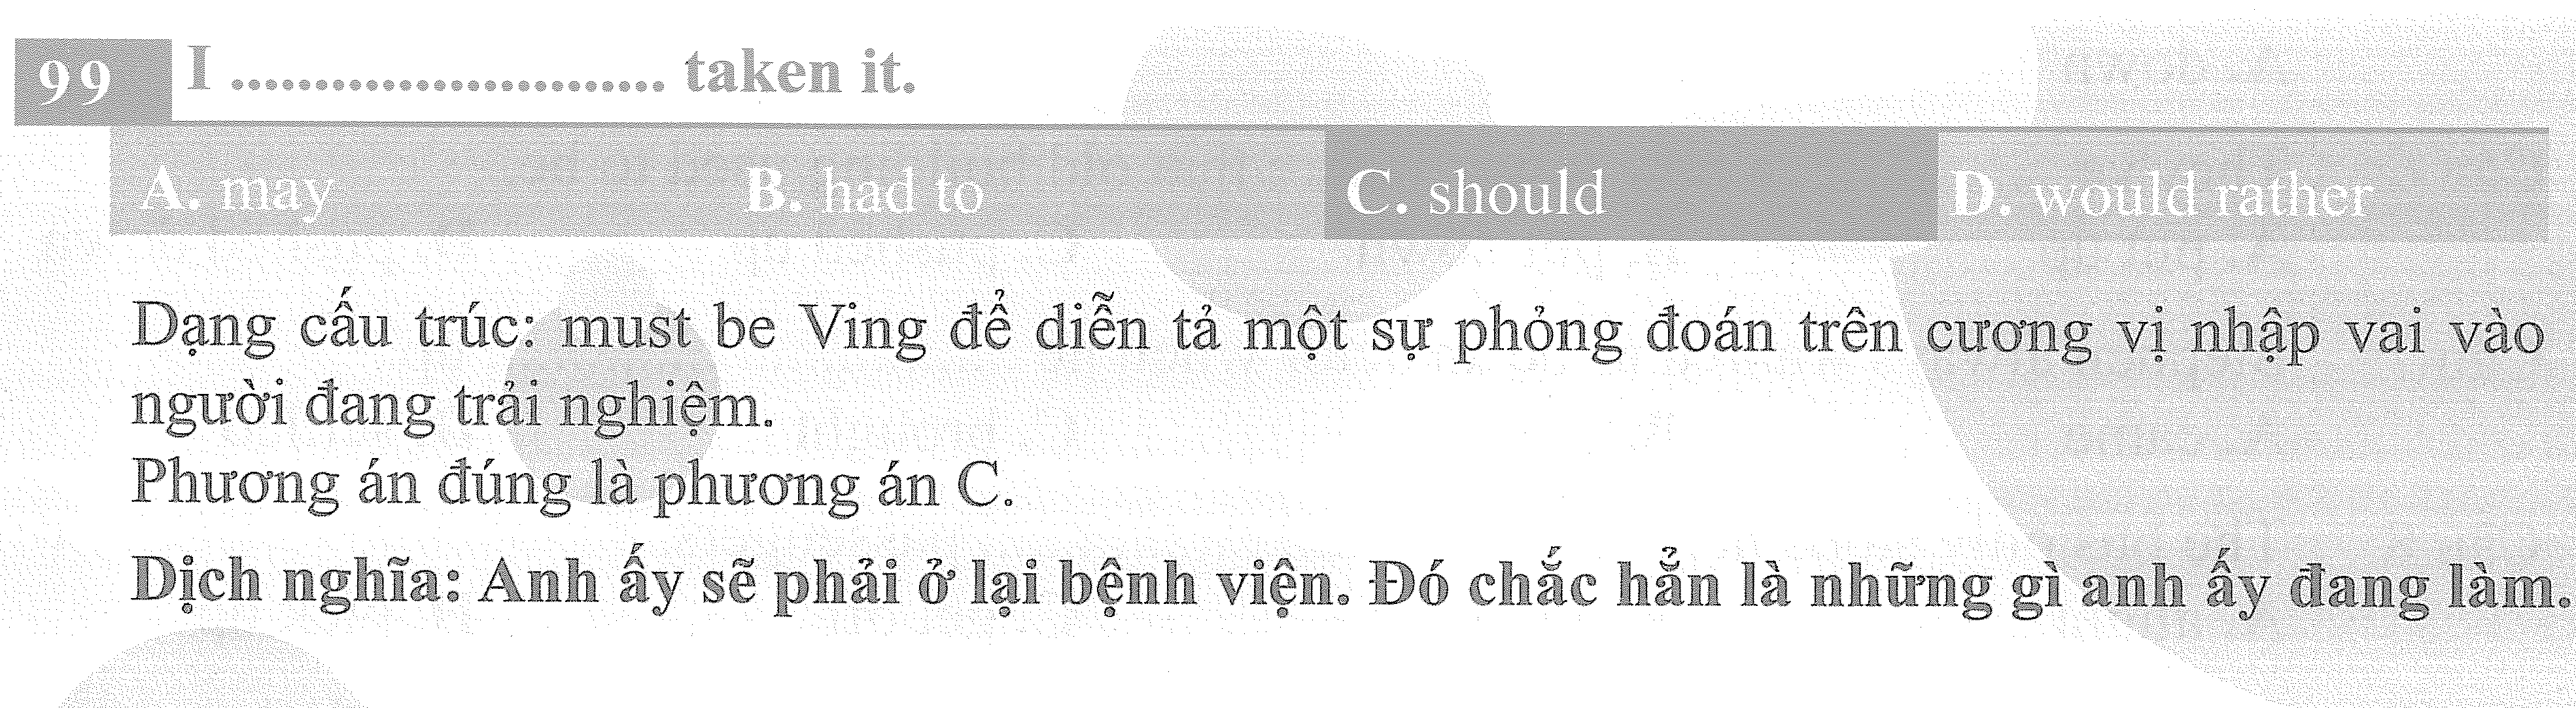 99 I .......................... taken it.
A. may B. had to C. should D. would rather
Dạng cấu trúc: must be Ving để diễn tả một sự phỏng đoán trên cương vị nhập vai vào
người đang trải nghiệm.
Phương án đúng là phương án C.
Dịch nghĩa: Anh ấy sẽ phải ở lại bệnh viện. Đó chắc hẳn là những gì anh ấy đang làm.